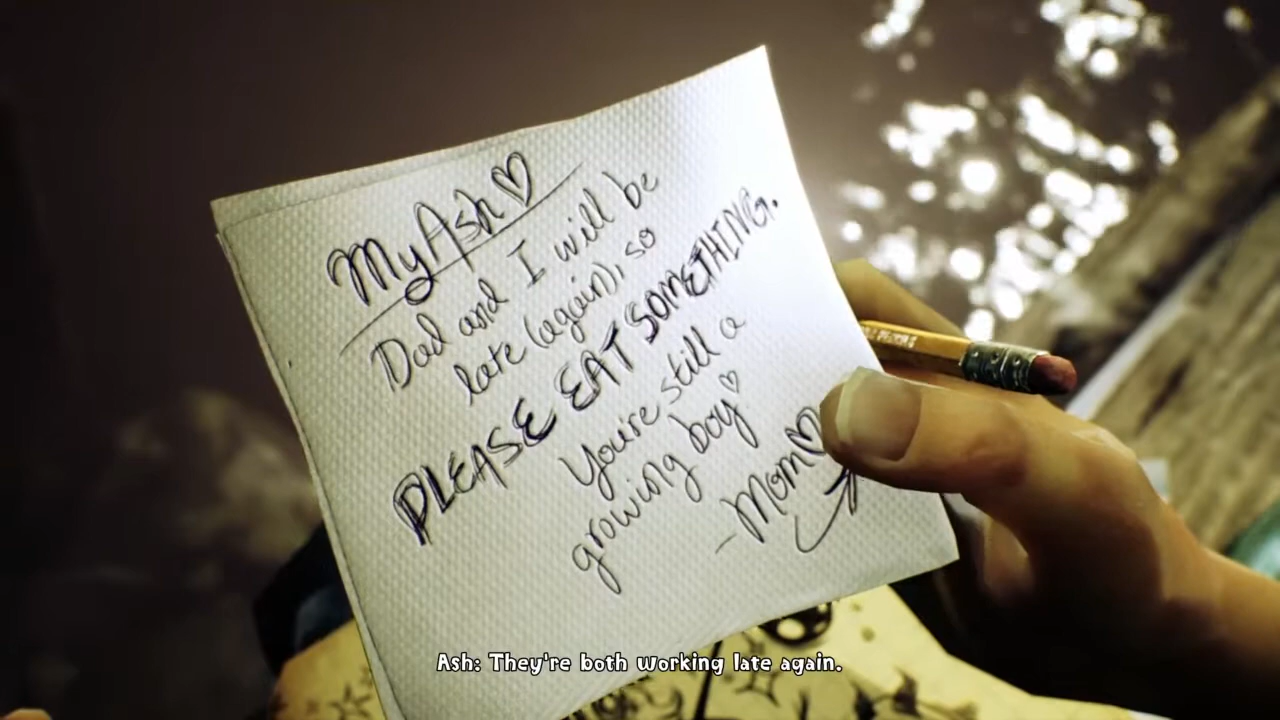 My Ash ♡
Dad and I will be
late (again), so
PLEASE EAT SOMETHING.
You're still a
growing boy ♡
- Mom ♡
Ash: They're both working late again.